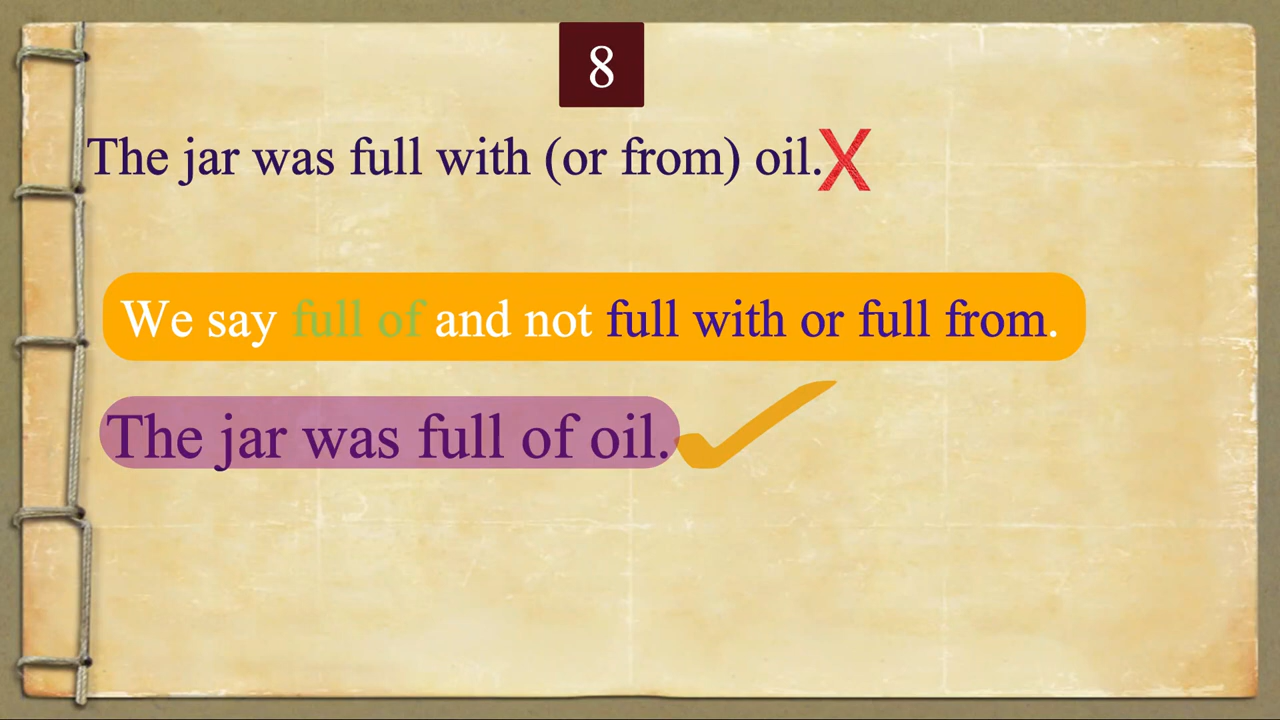 8
The jar was full with (or from) oil.X
We say full of and not full with or full from.
The jar was full of oil.